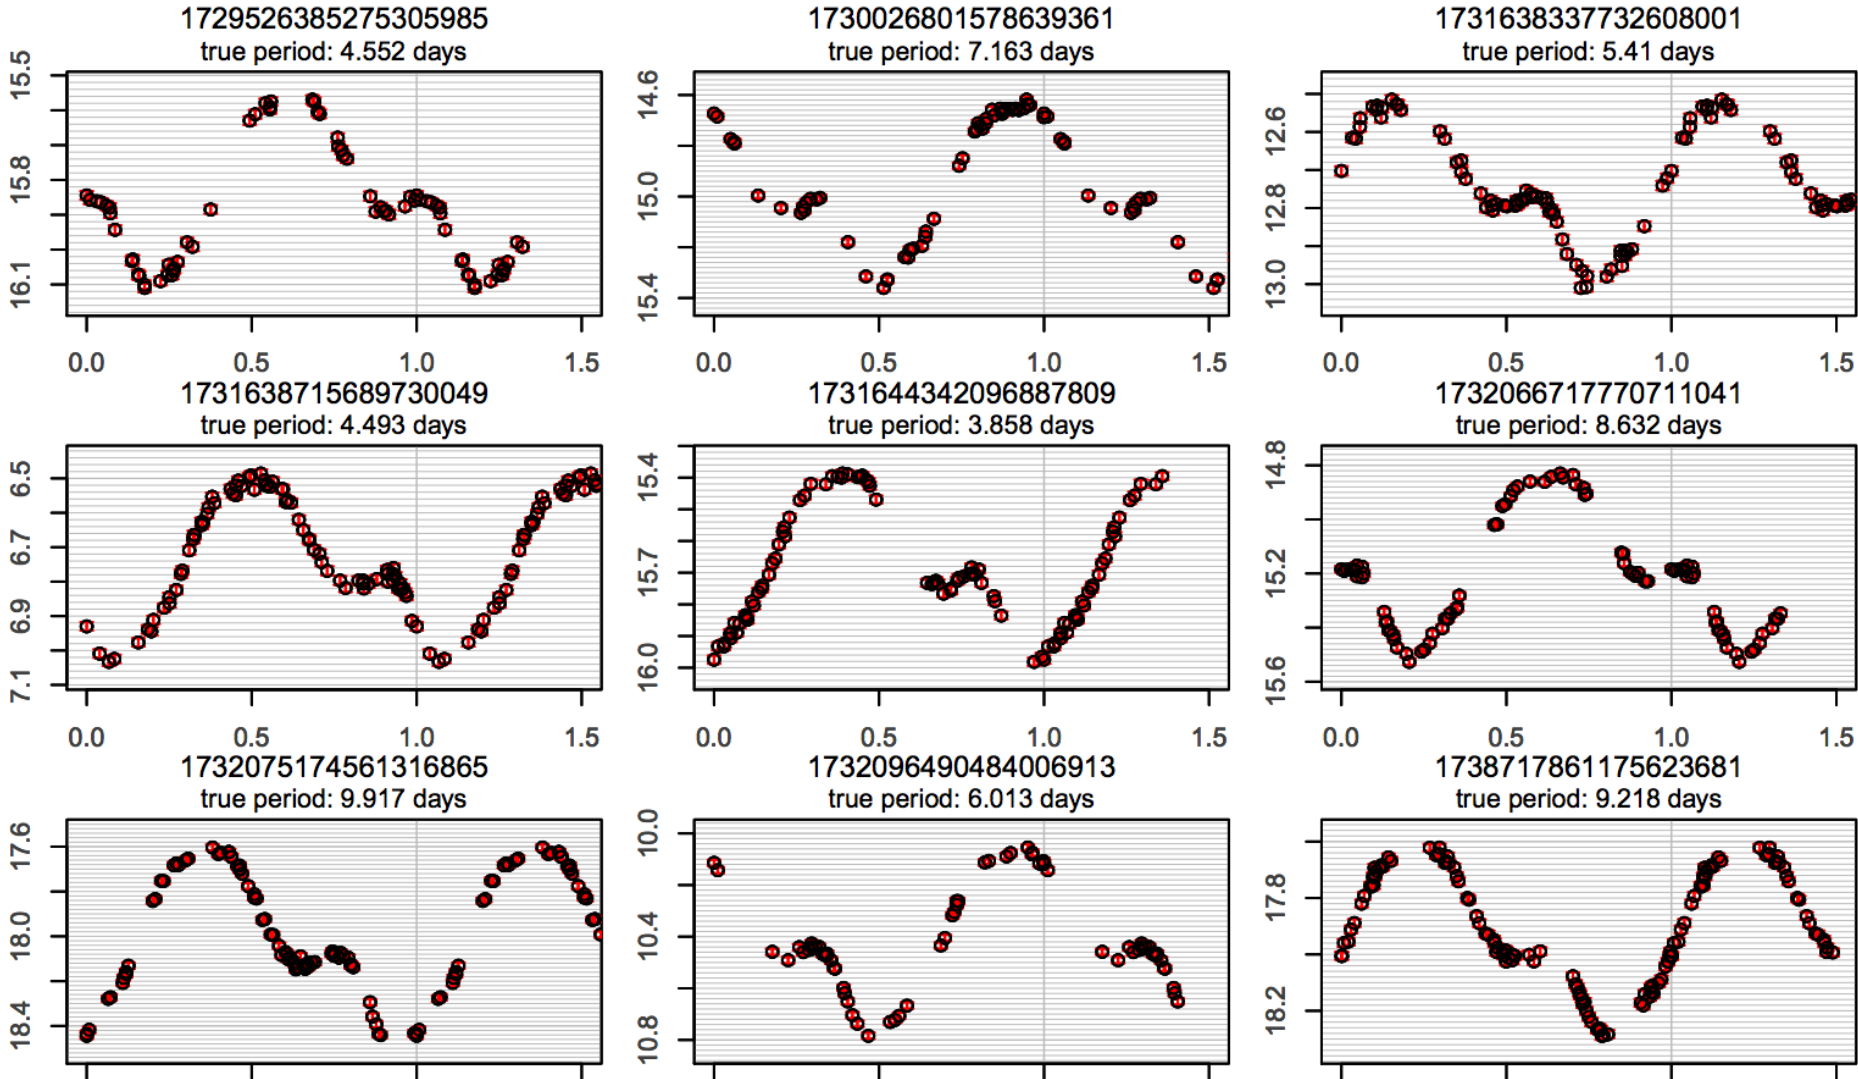 1729526385275305985
true period: 4.552 days
15.5
15.8
16.1
0.0 0.5 1.0 1.5
1730026801578639361
true period: 7.163 days
14.6
15.0
15.4
0.0 0.5 1.0 1.5
1731638337732608001
true period: 5.41 days
12.6
12.8
13.0
0.0 0.5 1.0 1.5
1731638715689730049
true period: 4.493 days
6.5
6.7
6.9
7.1
0.0 0.5 1.0 1.5
1731644342096887809
true period: 3.858 days
15.4
15.7
16.0
0.0 0.5 1.0 1.5
1732066717770711041
true period: 8.632 days
14.8
15.2
15.6
0.0 0.5 1.0 1.5
1732075174561316865
true period: 9.917 days
17.6
18.0
18.4
1732096490484006913
true period: 6.013 days
10.0
10.4
10.8
1738717861175623681
true period: 9.218 days
17.8
18.2